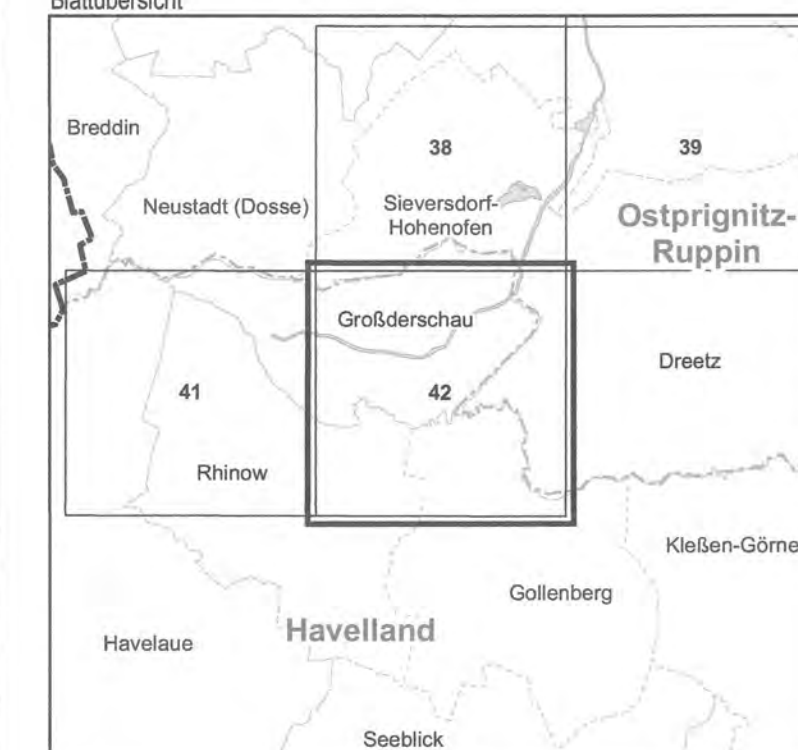 Blattübersicht
Breddin
38
39
Neustadt (Dosse)
Sieversdorf-
Hohenofen
Ostprignitz-
Ruppin
Großderschau
Dreetz
41
42
Rhinow
Kleßen-Görne
Gollenberg
Havelland
Havelaue
Seeblick